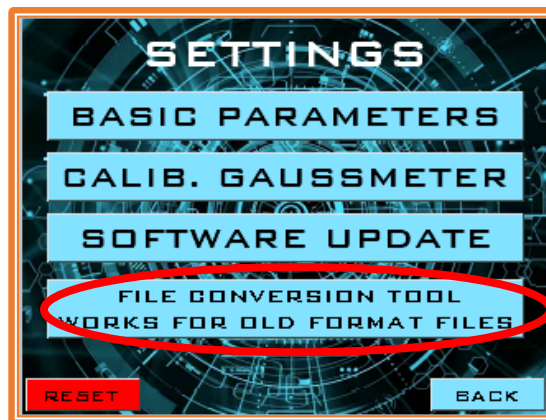 SETTINGS
BASIC PARAMETERS
CALIB. GAUSSMETER
SOFTWARE UPDATE
FILE CONVERSION TOOL
WORKS FOR OLD FORMAT FILES
RESET
BACK